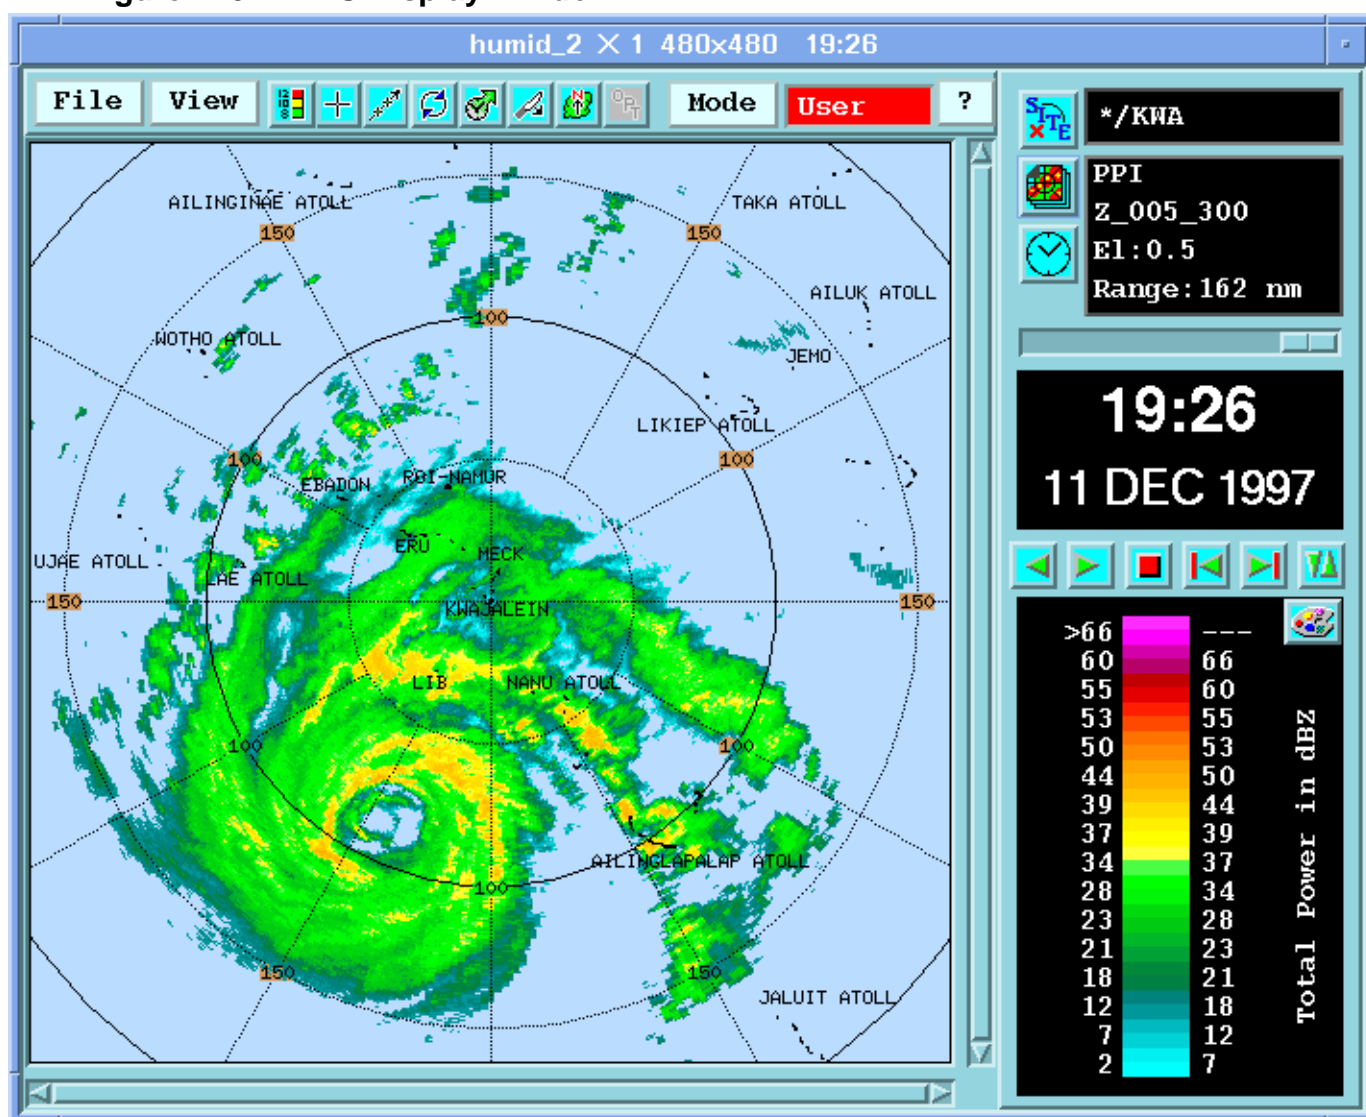 humid_2 X 1 480x480 19:26
File View Mode User ?
SITE
*/KWA
PPI
Z_005_300
El:0.5
Range:162 nm
19:26
11 DEC 1997
AILINGINAE ATOLL
TAKA ATOLL
150
150
AILUK ATOLL
100
WOTHO ATOLL
JEMO
LIKIEP ATOLL
100
100
ROI-NAMUR
EBADON
ERU
MECK
UJAE ATOLL
LAE ATOLL
150
KWAJALEIN
150
LIB
NANU ATOLL
100
100
AILINGLAPALAP ATOLL
100
150
150
JALUIT ATOLL
>66 ---
60 66
55 60
53 55
50 53
44 50
39 44
37 39
34 37
28 34
23 28
21 23
18 21
12 18
7 12
2 7
Total Power in dBZ